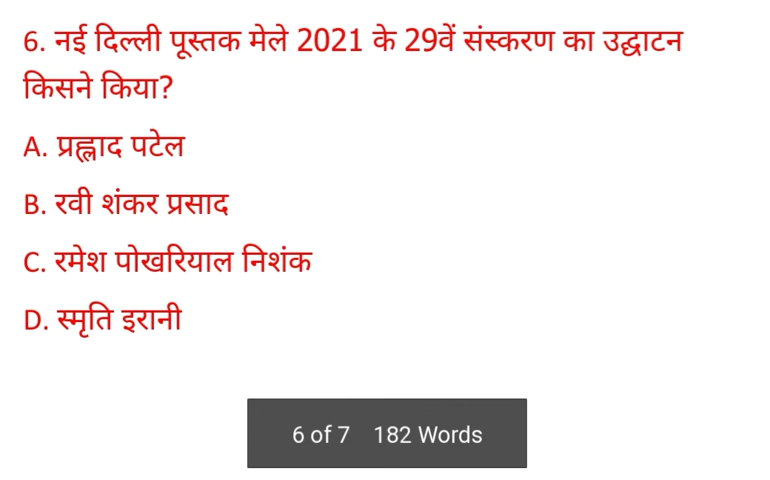 6. नई दिल्ली पूस्तक मेले 2021 के 29वें संस्करण का उद्घाटन
किसने किया?
A. प्रह्लाद पटेल
B. रवी शंकर प्रसाद
C. रमेश पोखरियाल निशंक
D. स्मृति इरानी
6 of 7 182 Words